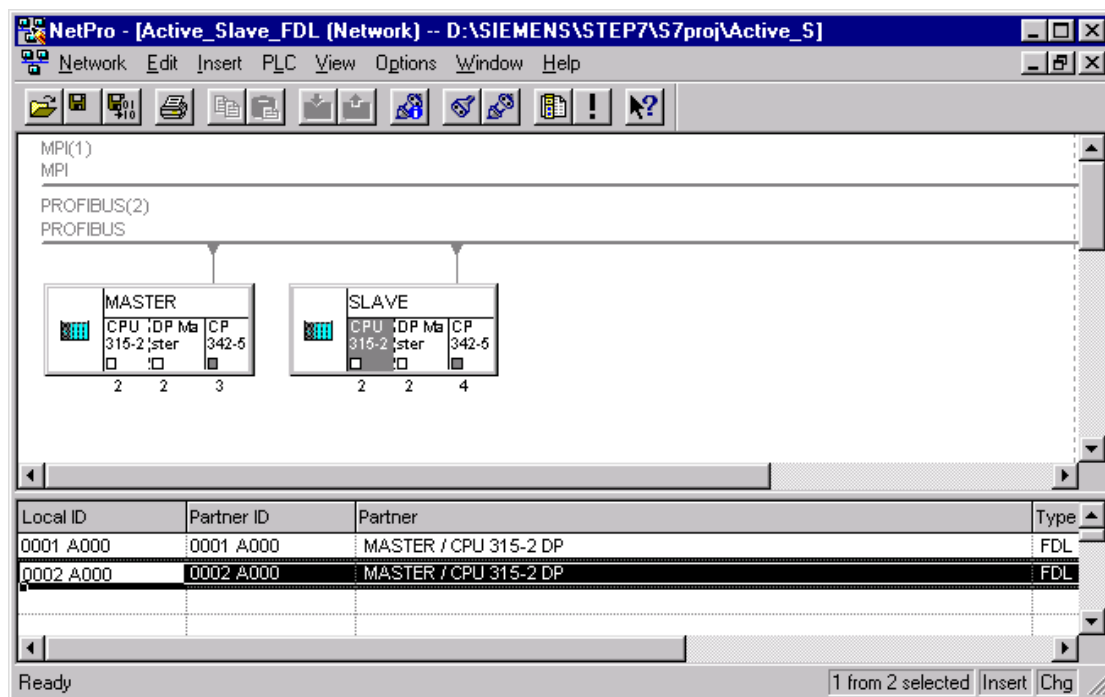 NetPro - [Active_Slave_FDL (Network) -- D:\SIEMENS\STEP7\S7proj\Active_S]
Network Edit Insert PLC View Options Window Help
MPI(1)
MPI
PROFIBUS(2)
PROFIBUS
MASTER SLAVE
CPU DP Ma CP CPU DP Ma CP
315-2 ster 342-5 315-2 ster 342-5
2 2 3 2 2 4
Local ID Partner ID Partner Type
0001 A000 0001 A000 MASTER / CPU 315-2 DP FDL
0002 A000 0002 A000 MASTER / CPU 315-2 DP FDL
Ready 1 from 2 selected Insert Chg